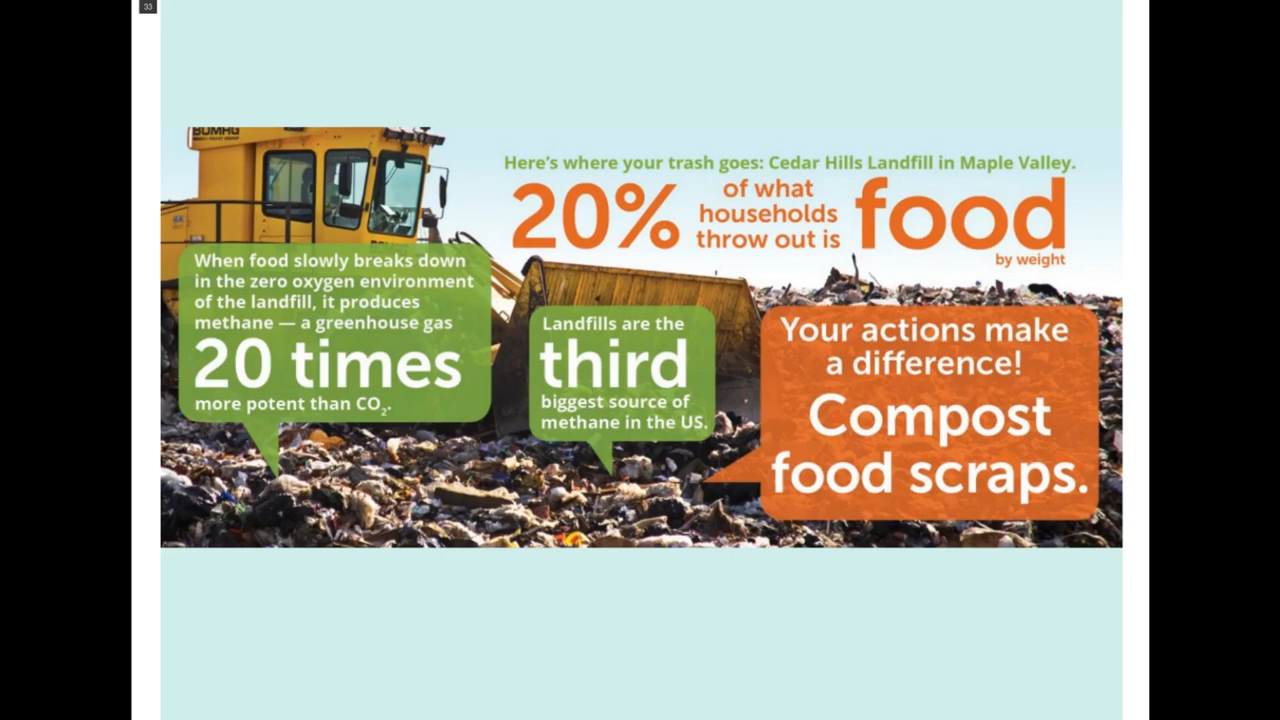 33
BOMAG
Here's where your trash goes: Cedar Hills Landfill in Maple Valley.
20% of what households throw out is food
by weight
When food slowly breaks down
in the zero oxygen environment
of the landfill, it produces
methane — a greenhouse gas
20 times
more potent than CO₂.
Landfills are the
third
biggest source of
methane in the US.
Your actions make
a difference!
Compost
food scraps.